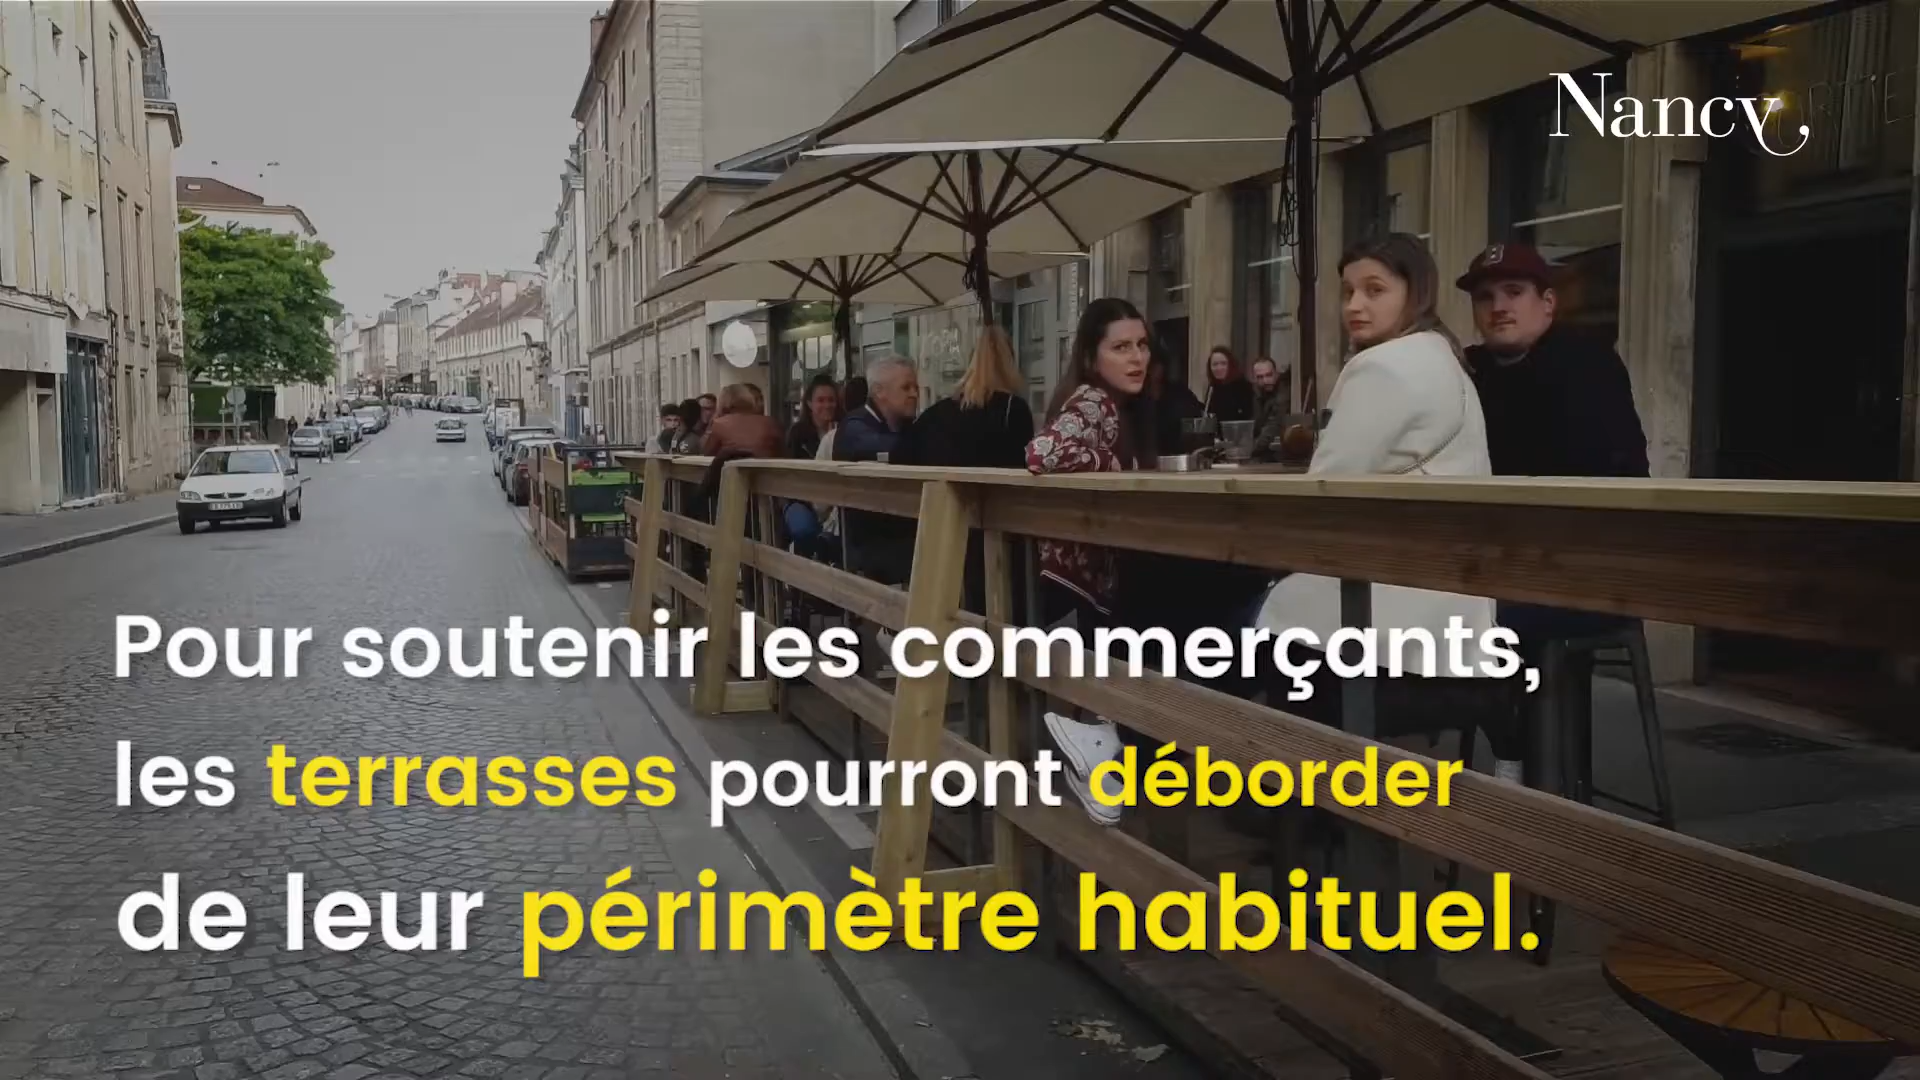 Nancy
Pour soutenir les commerçants,
les terrasses pourront déborder
de leur périmètre habituel.